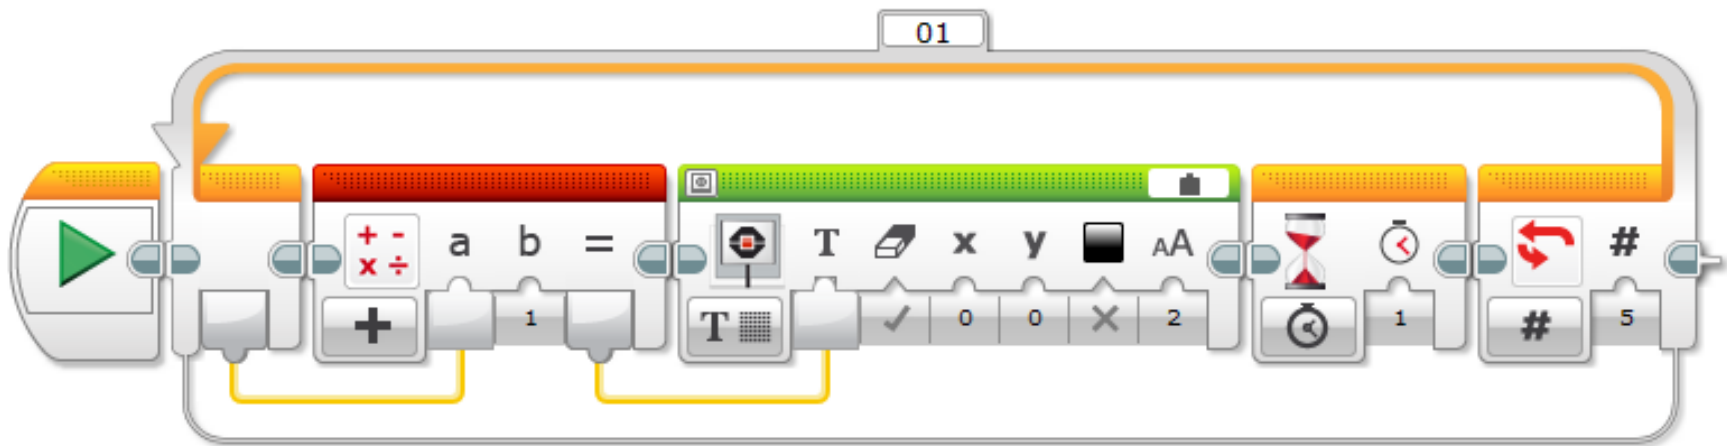 01
+ - a b = T x y AA #
x ÷
+ 1 T 0 0 2 1 # 5